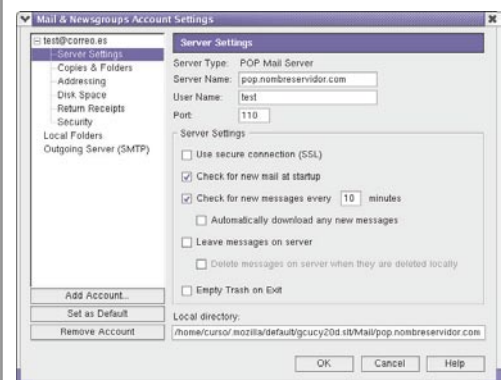 Mail & Newsgroups Account Settings
test@correo.es
Server Settings
Copies & Folders
Addressing
Disk Space
Return Receipts
Security
Local Folders
Outgoing Server (SMTP)
Add Account...
Set as Default
Remove Account
Server Settings
Server Type: POP Mail Server
Server Name: pop.nombreservidor.com
User Name: test
Port: 110
Server Settings
Use secure connection (SSL)
Check for new mail at startup
Check for new messages every 10 minutes
Automatically download any new messages
Leave messages on server
Delete messages on server when they are deleted locally
Empty Trash on Exit
Local directory:
/home/curso/.mozilla/default/gcucy20d.slt/Mail/pop.nombreservidor.com
OK Cancel Help